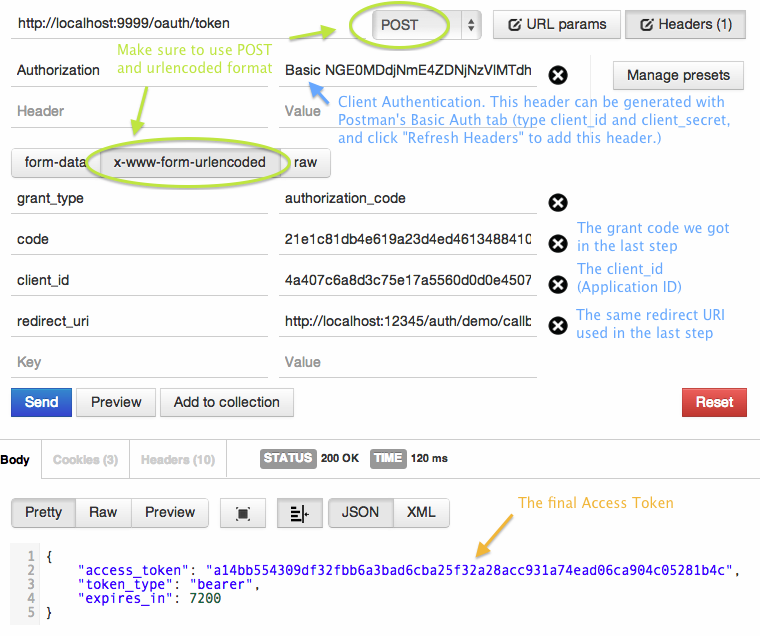 http://localhost:9999/oauth/token POST URL params Headers (1)
Make sure to use POST
and urlencoded format
Authorization Basic NGE0MDdjNmE4ZDNjNzVlMTdh Manage presets
Header Value
Client Authentication. This header can be generated with
Postman's Basic Auth tab (type client_id and client_secret,
and click "Refresh Headers" to add this header.)
form-data x-www-form-urlencoded raw
grant_type authorization_code
code 21e1c81db4e619a23d4ed4613488410
The grant code we got
in the last step
client_id 4a407c6a8d3c75e17a5560d0d0e4507
The client_id
(Application ID)
redirect_uri http://localhost:12345/auth/demo/callb
The same redirect URI
used in the last step
Key Value
Send Preview Add to collection Reset
Body Cookies (3) Headers (10) STATUS 200 OK TIME 120 ms
Pretty Raw Preview JSON XML
The final Access Token
1 {
2 "access_token": "a14bb554309df32fbb6a3bad6cba25f32a28acc931a74ead06ca904c05281b4c",
3 "token_type": "bearer",
4 "expires_in": 7200
5 }